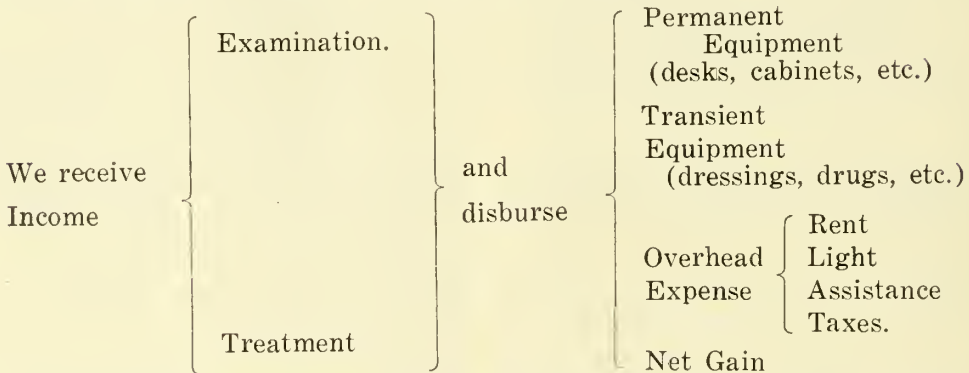 We receive
Income
Examination.
Treatment
and
disburse
Permanent
Equipment
(desks, cabinets, etc.)
Transient
Equipment
(dressings, drugs, etc.)
Overhead
Expense
Rent
Light
Assistance
Taxes.
Net Gain